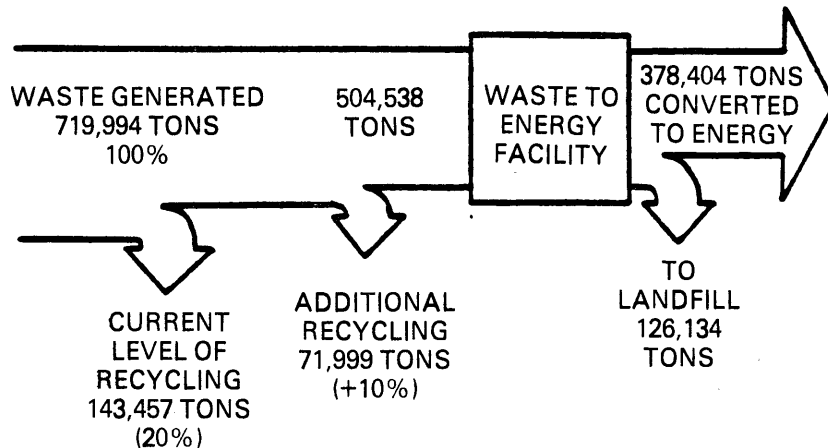 WASTE GENERATED
719,994 TONS
100%
504,538
TONS
WASTE TO
ENERGY
FACILITY
378,404 TONS
CONVERTED
TO ENERGY
CURRENT
LEVEL OF
RECYCLING
143,457 TONS
(20%)
ADDITIONAL
RECYCLING
71,999 TONS
(+10%)
TO
LANDFILL
126,134
TONS